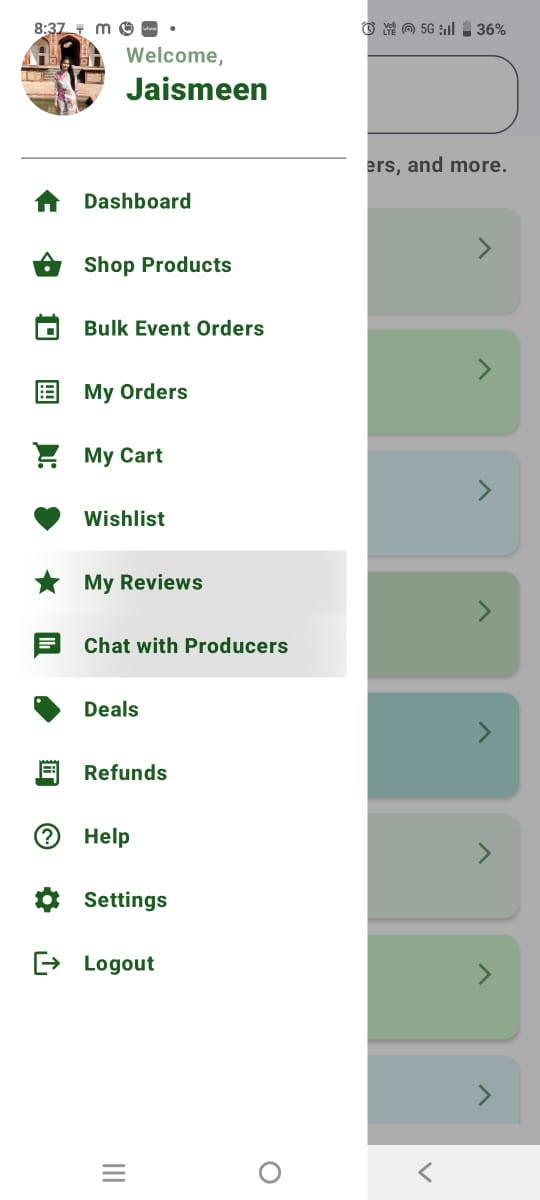 8:37
5G 36%
Welcome,
Jaismeen
ers, and more.
Dashboard
Shop Products
Bulk Event Orders
My Orders
My Cart
Wishlist
My Reviews
Chat with Producers
Deals
Refunds
Help
Settings
Logout